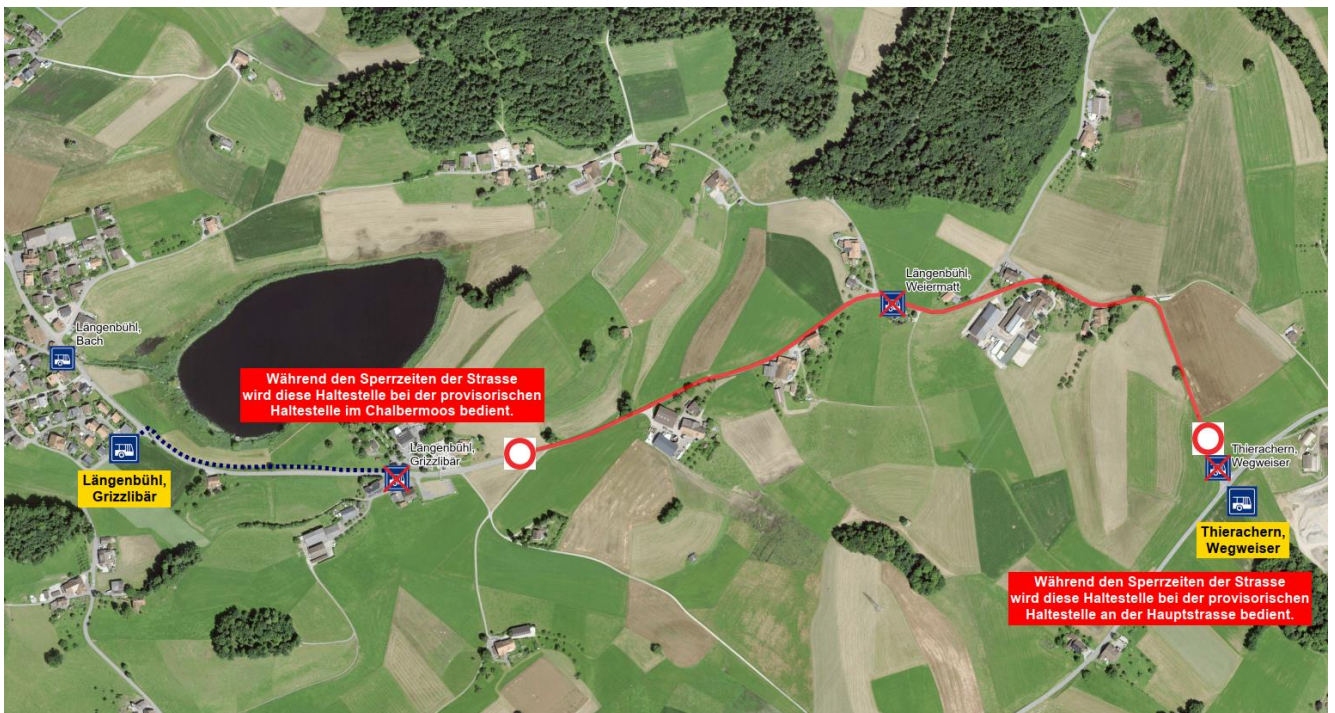 Längenbühl,
Weiermatt
Längenbühl,
Bach
Während den Sperrzeiten der Strasse
wird diese Haltestelle bei der provisorischen
Haltestelle im Chalbermoos bedient.
Längenbühl,
Grizzlibär
Thierachern,
Wegweiser
Längenbühl,
Grizzlibär
Thierachern,
Wegweiser
Während den Sperrzeiten der Strasse
wird diese Haltestelle bei der provisorischen
Haltestelle an der Hauptstrasse bedient.